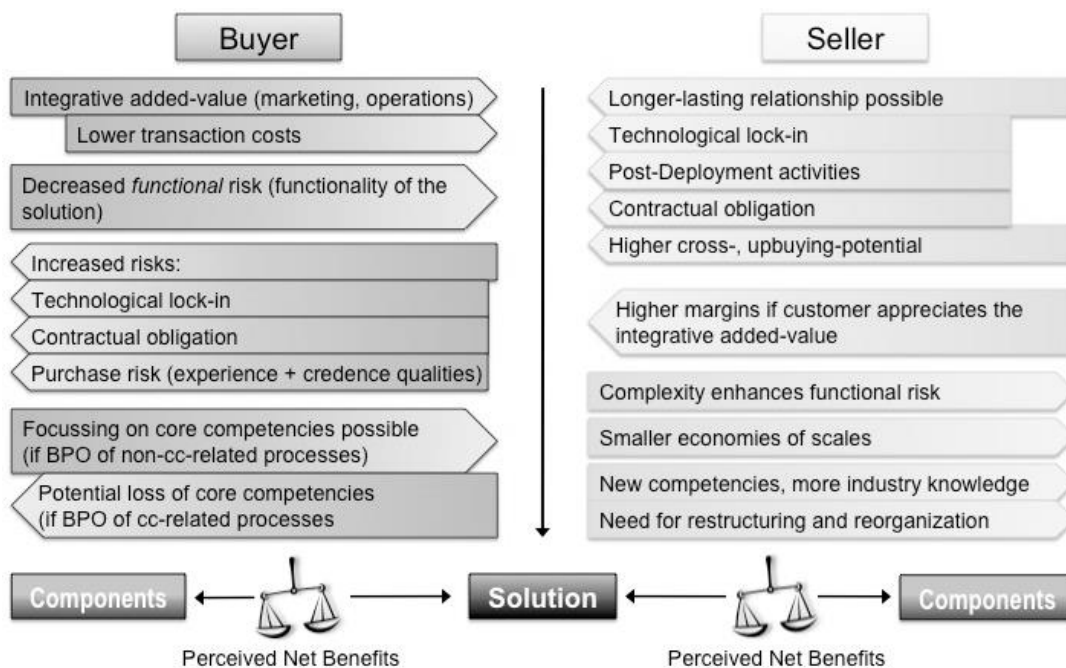 Buyer
Integrative added-value (marketing, operations)
Lower transaction costs
Decreased functional risk (functionality of the
solution)
Increased risks:
Technological lock-in
Contractual obligation
Purchase risk (experience + credence qualities)
Focussing on core competencies possible
(if BPO of non-cc-related processes)
Potential loss of core competencies
(if BPO of cc-related processes
Seller
Longer-lasting relationship possible
Technological lock-in
Post-Deployment activities
Contractual obligation
Higher cross-, upbuying-potential
Higher margins if customer appreciates the
integrative added-value
Complexity enhances functional risk
Smaller economies of scales
New competencies, more industry knowledge
Need for restructuring and reorganization
Components
Solution
Components
Perceived Net Benefits
Perceived Net Benefits